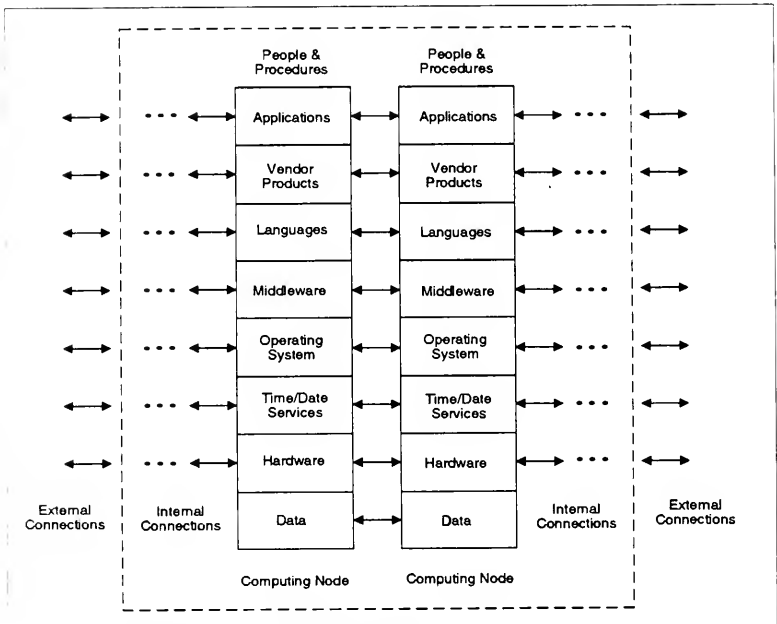 People &
Procedures
People &
Procedures
Applications
Applications
Vendor
Products
Vendor
Products
Languages
Languages
Middleware
Middleware
Operating
System
Operating
System
Time/Date
Services
Time/Date
Services
Hardware
Hardware
External
Connections
Internal
Connections
Data
Data
Internal
Connections
External
Connections
Computing Node
Computing Node